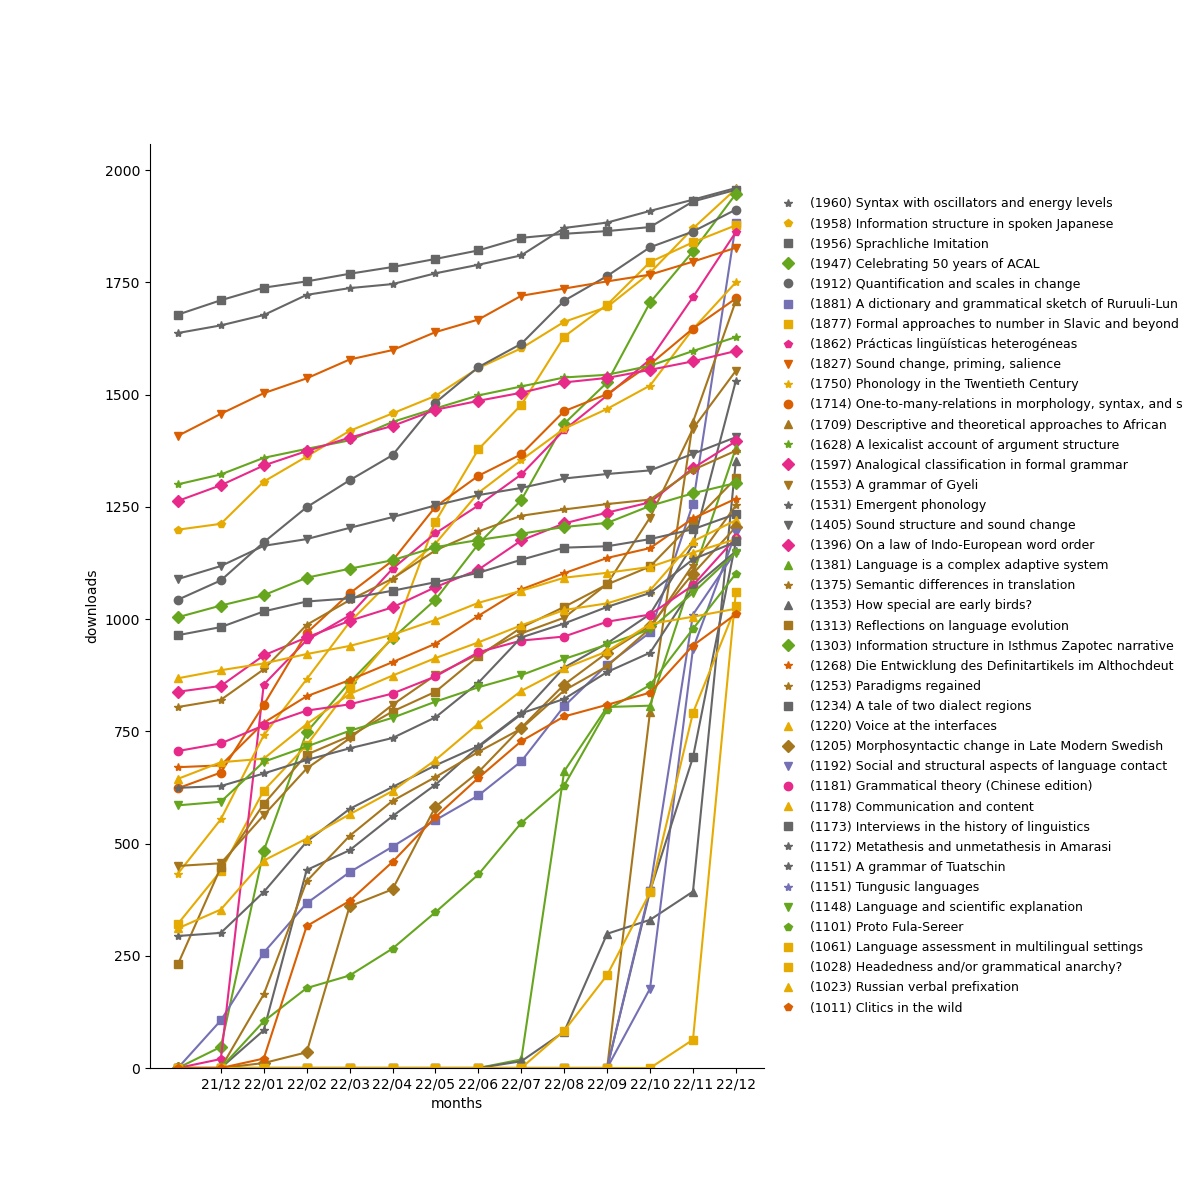 2000
1750
1500
1250
1000
750
500
250
0
downloads
21/12 22/01 22/02 22/03 22/04 22/05 22/06 22/07 22/08 22/09 22/10 22/11 22/12
months
(1960) Syntax with oscillators and energy levels
(1958) Information structure in spoken Japanese
(1956) Sprachliche Imitation
(1947) Celebrating 50 years of ACAL
(1912) Quantification and scales in change
(1881) A dictionary and grammatical sketch of Ruruuli-Lun
(1877) Formal approaches to number in Slavic and beyond
(1862) Prácticas lingüísticas heterogéneas
(1827) Sound change, priming, salience
(1750) Phonology in the Twentieth Century
(1714) One-to-many-relations in morphology, syntax, and s
(1709) Descriptive and theoretical approaches to African
(1628) A lexicalist account of argument structure
(1597) Analogical classification in formal grammar
(1553) A grammar of Gyeli
(1531) Emergent phonology
(1405) Sound structure and sound change
(1396) On a law of Indo-European word order
(1381) Language is a complex adaptive system
(1375) Semantic differences in translation
(1353) How special are early birds?
(1313) Reflections on language evolution
(1303) Information structure in Isthmus Zapotec narrative
(1268) Die Entwicklung des Definitartikels im Althochdeut
(1253) Paradigms regained
(1234) A tale of two dialect regions
(1220) Voice at the interfaces
(1205) Morphosyntactic change in Late Modern Swedish
(1192) Social and structural aspects of language contact
(1181) Grammatical theory (Chinese edition)
(1178) Communication and content
(1173) Interviews in the history of linguistics
(1172) Metathesis and unmetathesis in Amarasi
(1151) A grammar of Tuatschin
(1151) Tungusic languages
(1148) Language and scientific explanation
(1101) Proto Fula-Sereer
(1061) Language assessment in multilingual settings
(1028) Headedness and/or grammatical anarchy?
(1023) Russian verbal prefixation
(1011) Clitics in the wild